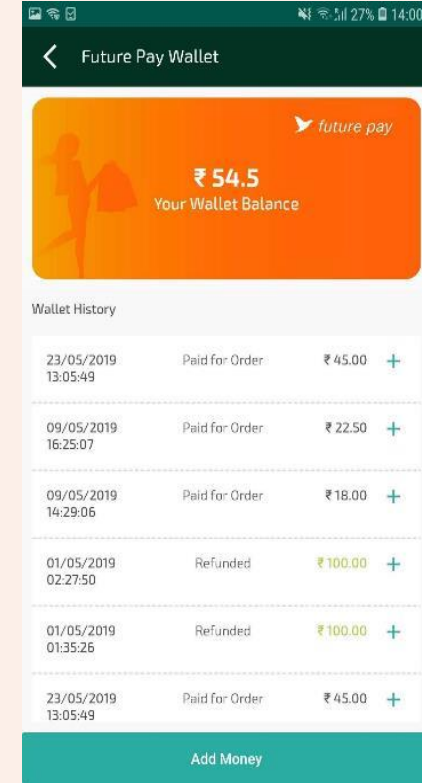 27% 14:00
Future Pay Wallet
future pay
₹ 54.5
Your Wallet Balance
Wallet History
23/05/2019 Paid for Order ₹ 45.00 +
13:05:49
09/05/2019 Paid for Order ₹ 22.50 +
16:25:07
09/05/2019 Paid for Order ₹ 18.00 +
14:29:06
01/05/2019 Refunded ₹ 100.00 +
02:27:50
01/05/2019 Refunded ₹ 100.00 +
01:35:26
23/05/2019 Paid for Order ₹ 45.00 +
13:05:49
Add Money